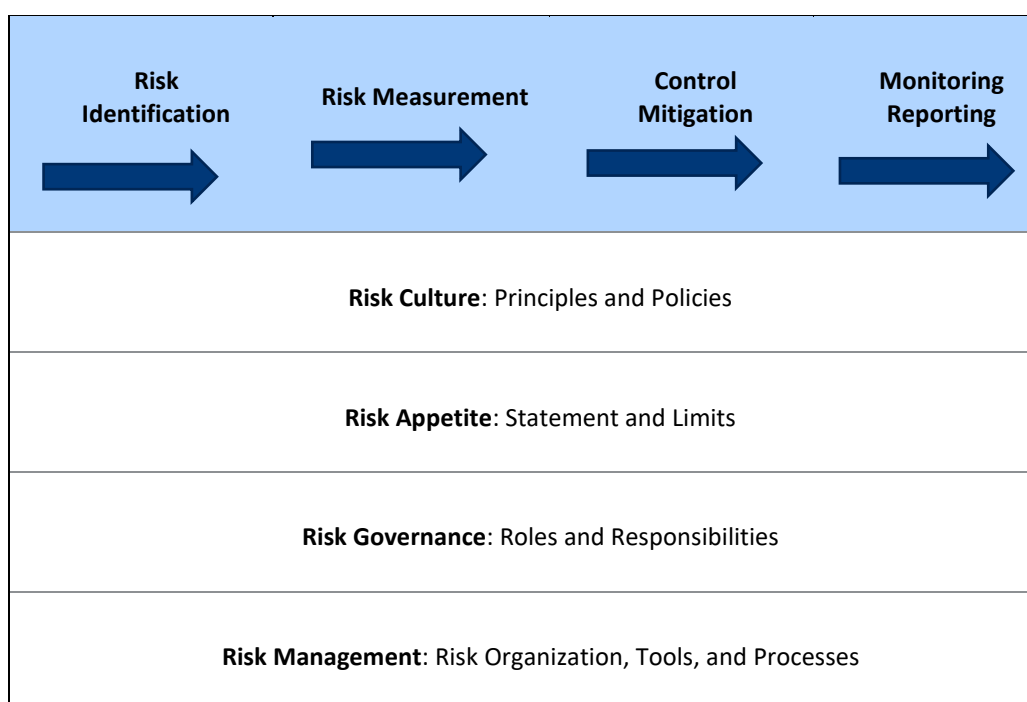 Risk
Identification
Risk Measurement
Control
Mitigation
Monitoring
Reporting
Risk Culture: Principles and Policies
Risk Appetite: Statement and Limits
Risk Governance: Roles and Responsibilities
Risk Management: Risk Organization, Tools, and Processes